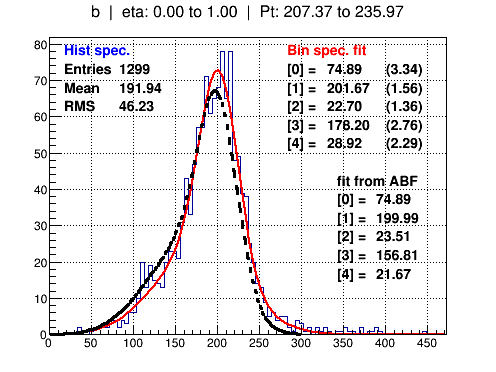 b | eta: 0.00 to 1.00 | Pt: 207.37 to 235.97
Hist spec.
Entries 1299
Mean 191.94
RMS 46.23
Bin spec. fit
[0] = 74.89 (3.34)
[1] = 201.67 (1.56)
[2] = 22.70 (1.36)
[3] = 178.20 (2.76)
[4] = 28.92 (2.29)
fit from ABF
[0] = 74.89
[1] = 199.99
[2] = 23.51
[3] = 156.81
[4] = 21.67
80
70
60
50
40
30
20
10
0
0 50 100 150 200 250 300 350 400 450